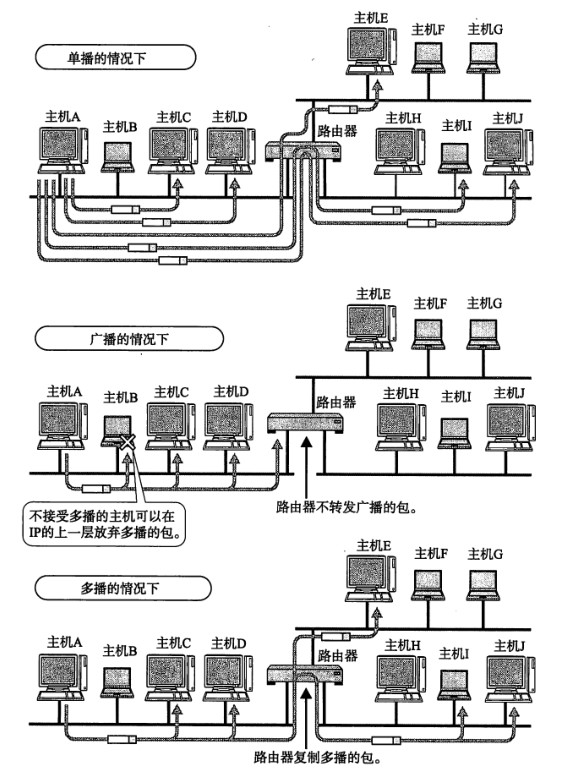 单播的情况下
主机E
主机F
主机G
主机A
主机B
主机C
主机D
路由器
主机H
主机I
主机J
广播的情况下
主机E
主机F
主机G
主机A
主机B
主机C
主机D
路由器
主机H
主机I
主机J
不接受多播的主机可以在
IP的上一层放弃多播的包。
路由器不转发广播的包。
多播的情况下
主机E
主机F
主机G
主机A
主机B
主机C
主机D
路由器
主机H
主机I
主机J
路由器复制多播的包。